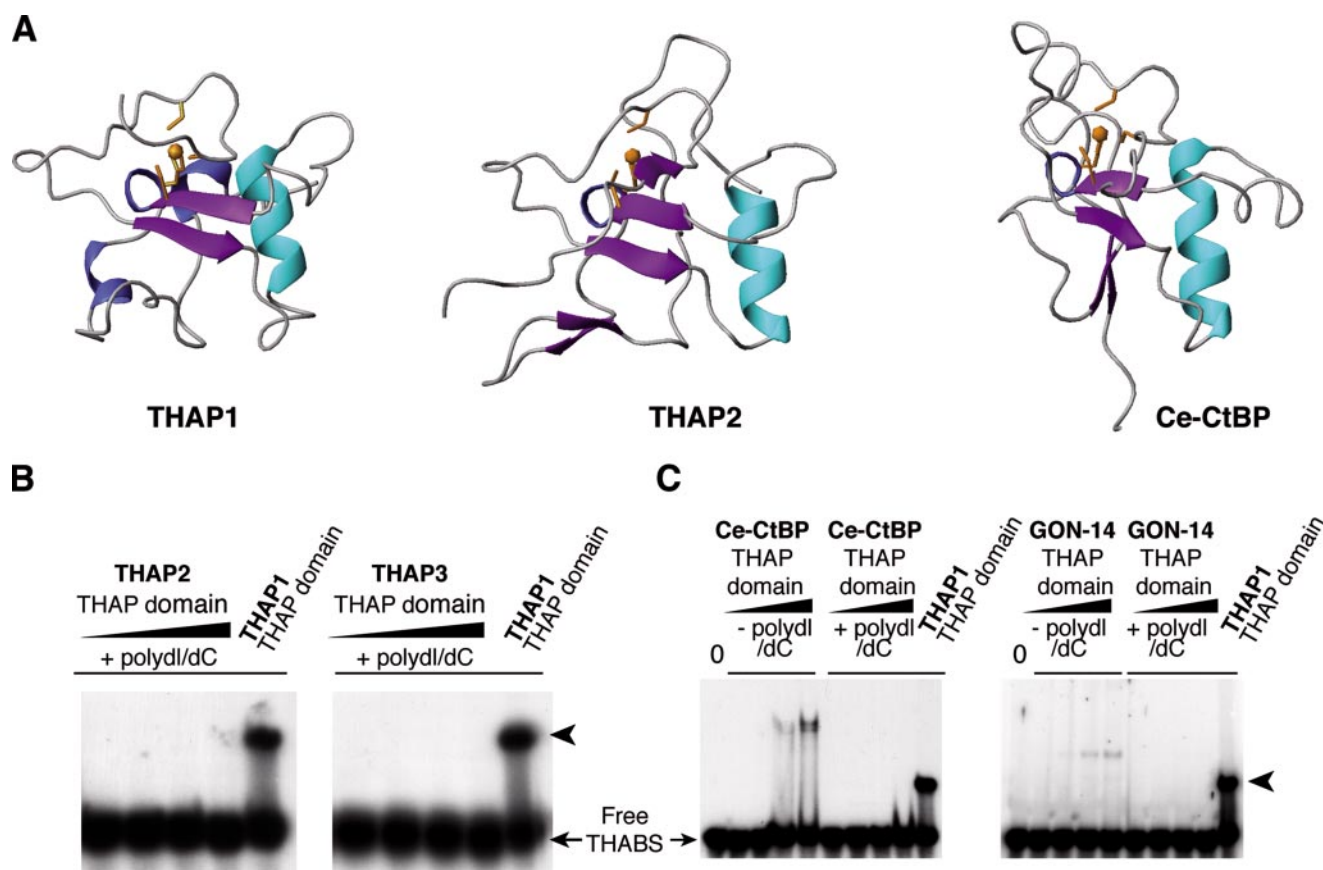 A
THAP1
THAP2
Ce-CtBP
B
THAP2
THAP domain
+ polydI/dC
THAP1
THAP domain
THAP3
THAP domain
+ polydI/dC
THAP1
THAP domain
Free
THABS
C
Ce-CtBP
THAP
domain
- polydI
/dC
0
Ce-CtBP
THAP
domain
+ polydI
/dC
THAP1
THAP domain
GON-14
THAP
domain
- polydI
/dC
0
GON-14
THAP
domain
+ polydI
/dC
THAP1
THAP domain